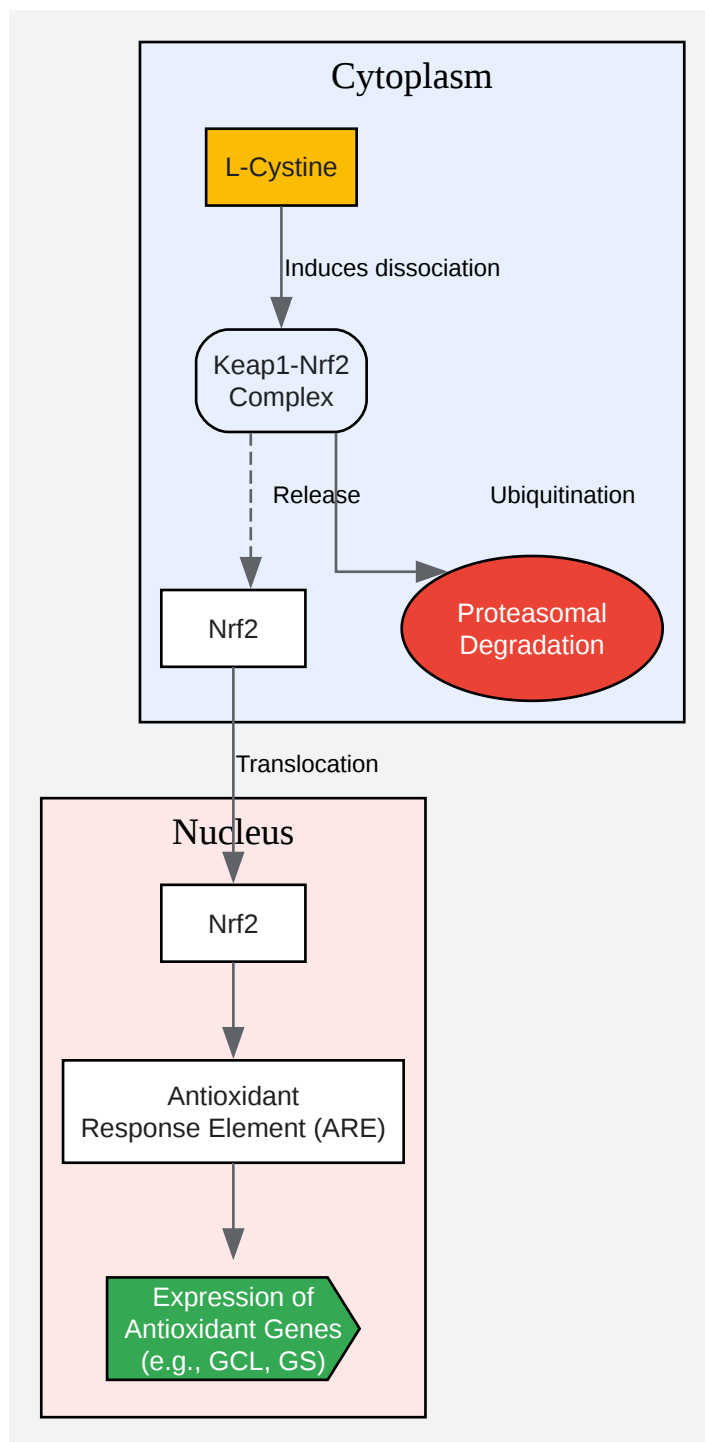 Cytoplasm
L-Cystine
Induces dissociation
Keap1-Nrf2
Complex
Release
Ubiquitination
Nrf2
Proteasomal
Degradation
Translocation
Nucleus
Nrf2
Antioxidant
Response Element (ARE)
Expression of
Antioxidant Genes
(e.g., GCL, GS)